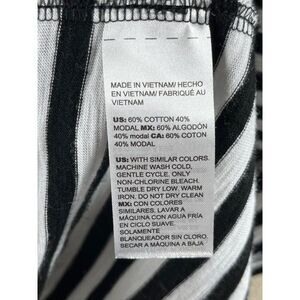 MADE IN VIETNAM/ HECHO
EN VIETNAM/ FABRIQUÉ AU
VIETNAM
US: 60% COTTON 40%
MODAL MX: 60% ALGODÓN
40% MODAL CA: 60% COTON
40% MODAL
US: WITH SIMILAR COLORS.
MACHINE WASH COLD,
GENTLE CYCLE. ONLY
NON-CHLORINE BLEACH.
TUMBLE DRY LOW. WARM
IRON. DO NOT DRY CLEAN
MX: CON COLORES
SIMILARES, LAVAR A
MÁQUINA CON AGUA FRÍA
EN CICLO SUAVE.
SOLAMENTE
BLANQUEADOR SIN CLORO.
SECAR A MÁQUINA A BAJA